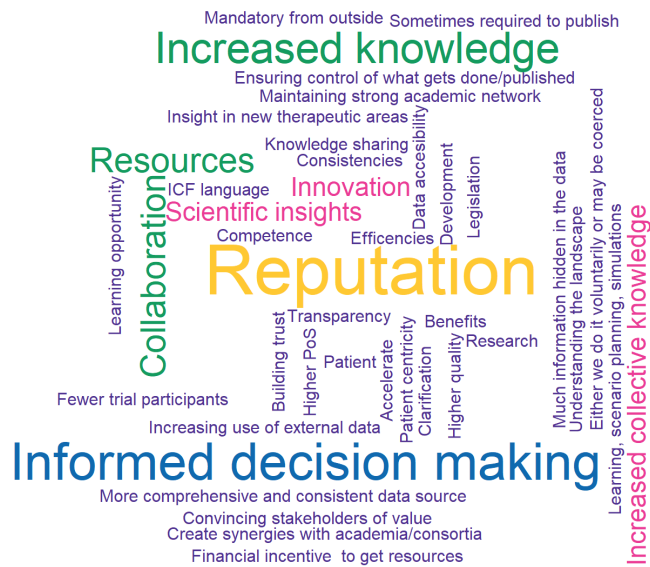 Mandatory from outside
Sometimes required to publish
Increased knowledge
Ensuring control of what gets done/published
Maintaining strong academic network
Insight in new therapeutic areas
Knowledge sharing
Consistencies
Resources
ICF language
Innovation
Scientific insights
Competence
Efficencies
Data accesibility
Development
Legislation
Learning opportunity
Collaboration
Reputation
Transparency
Benefits
Research
Building trust
Higher PoS
Patient
Accelerate
Patient centricity
Clarification
Higher quality
Much information hidden in the data
Understanding the landscape
Either we do it voluntarily or may be coerced
Learning, scenario planning, simulations
Increased collective knowledge
Fewer trial participants
Increasing use of external data
Informed decision making
More comprehensive and consistent data source
Convincing stakeholders of value
Create synergies with academia/consortia
Financial incentive to get resources